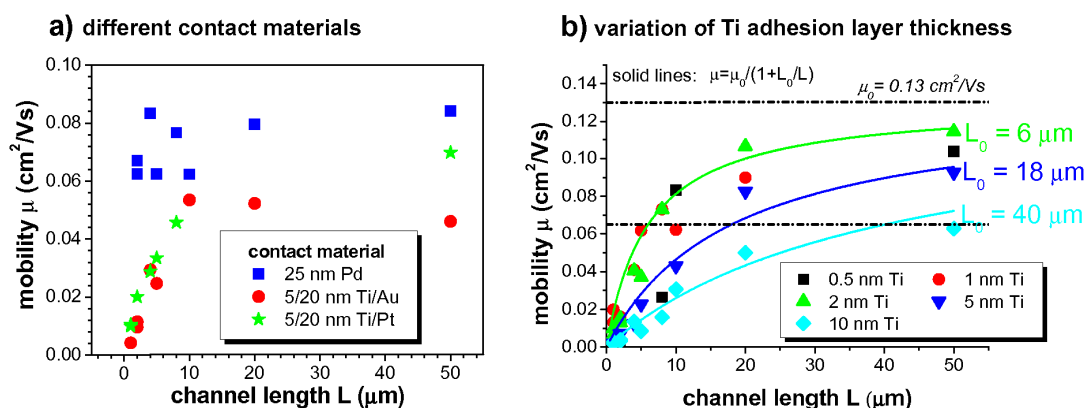 a) different contact materials
0.10
0.08
0.06
0.04
0.02
0.00
mobility μ (cm²/Vs)
contact material
25 nm Pd
5/20 nm Ti/Au
5/20 nm Ti/Pt
0 10 20 30 40 50
channel length L (μm)
b) variation of Ti adhesion layer thickness
solid lines: μ=μ₀/(1+L₀/L)
μ₀= 0.13 cm²/Vs
0.14
0.12
0.10
0.08
0.06
0.04
0.02
0.00
mobility μ (cm²/Vs)
L₀ = 6 μm
L₀ = 18 μm
L₀ = 40 μm
0.5 nm Ti 1 nm Ti
2 nm Ti 5 nm Ti
10 nm Ti
0 10 20 30 40 50
channel length L (μm)